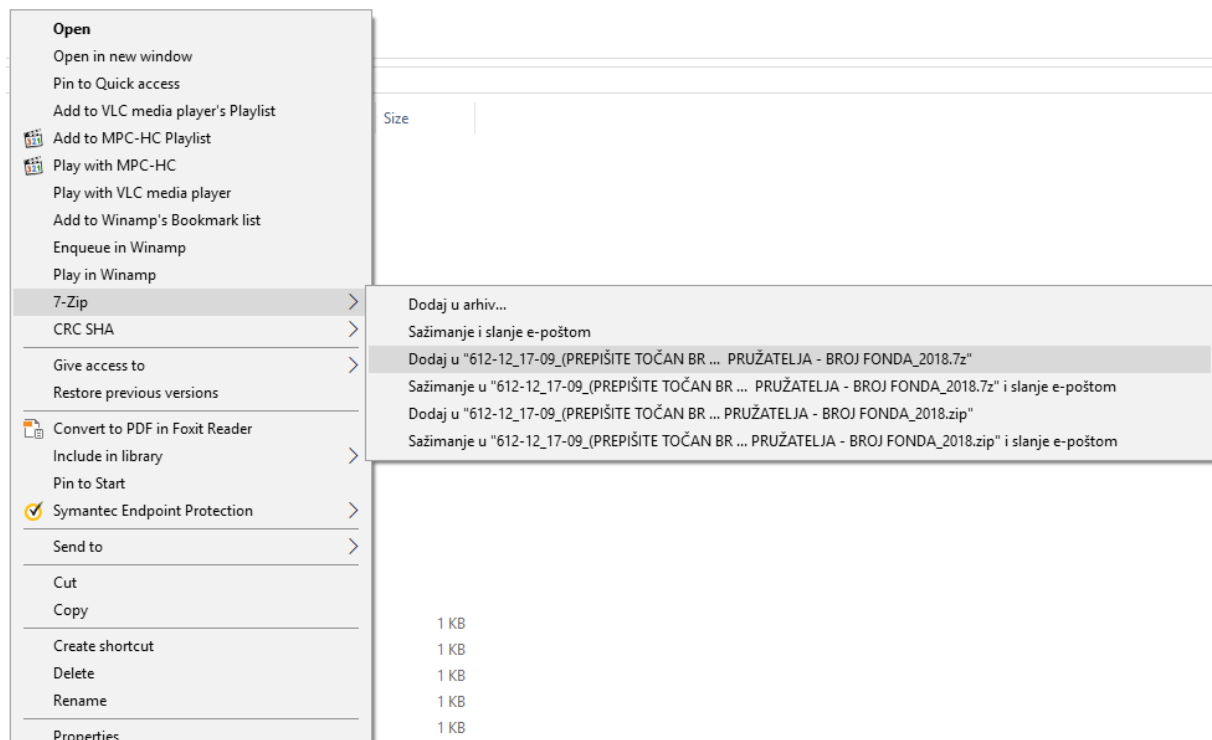 Open
Open in new window
Pin to Quick access
Add to VLC media player's Playlist
Add to MPC-HC Playlist
Play with MPC-HC
Play with VLC media player
Add to Winamp's Bookmark list
Enqueue in Winamp
Play in Winamp
7-Zip
CRC SHA
Give access to
Restore previous versions
Convert to PDF in Foxit Reader
Include in library
Pin to Start
Symantec Endpoint Protection
Send to
Cut
Copy
Create shortcut
Delete
Rename
Properties
Size
Dodaj u arhiv...
Sažimanje i slanje e-poštom
Dodaj u "612-12_17-09_(PREPIŠITE TOČAN BR ... PRUŽATELJA - BROJ FONDA_2018.7z"
Sažimanje u "612-12_17-09_(PREPIŠITE TOČAN BR ... PRUŽATELJA - BROJ FONDA_2018.7z" i slanje e-poštom
Dodaj u "612-12_17-09_(PREPIŠITE TOČAN BR ... PRUŽATELJA - BROJ FONDA_2018.zip"
Sažimanje u "612-12_17-09_(PREPIŠITE TOČAN BR ... PRUŽATELJA - BROJ FONDA_2018.zip" i slanje e-poštom
1 KB
1 KB
1 KB
1 KB
1 KB